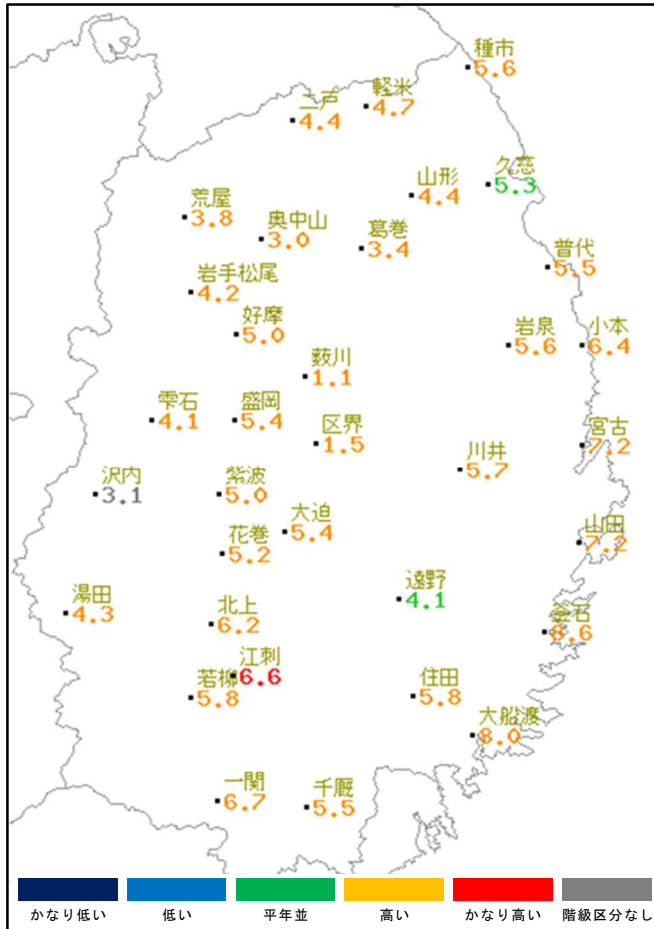 種市
5.6
軽米
4.7
二戸
4.4
久慈
5.3
山形
4.4
荒屋
3.8
奥中山
3.0
葛巻
3.4
普代
5.5
岩手松尾
4.2
好摩
5.0
岩泉
5.6
小本
6.4
薮川
1.1
雫石
4.1
盛岡
5.4
区界
1.5
宮古
7.2
川井
5.7
沢内
3.1
紫波
5.0
大迫
5.4
山田
7.2
花巻
5.2
遠野
4.1
湯田
4.3
北上
6.2
釜石
8.6
江刺
6.6
若柳
5.8
住田
5.8
大船渡
8.0
一関
6.7
千厩
5.5
かなり低い
低い
平年並
高い
かなり高い
階級区分なし